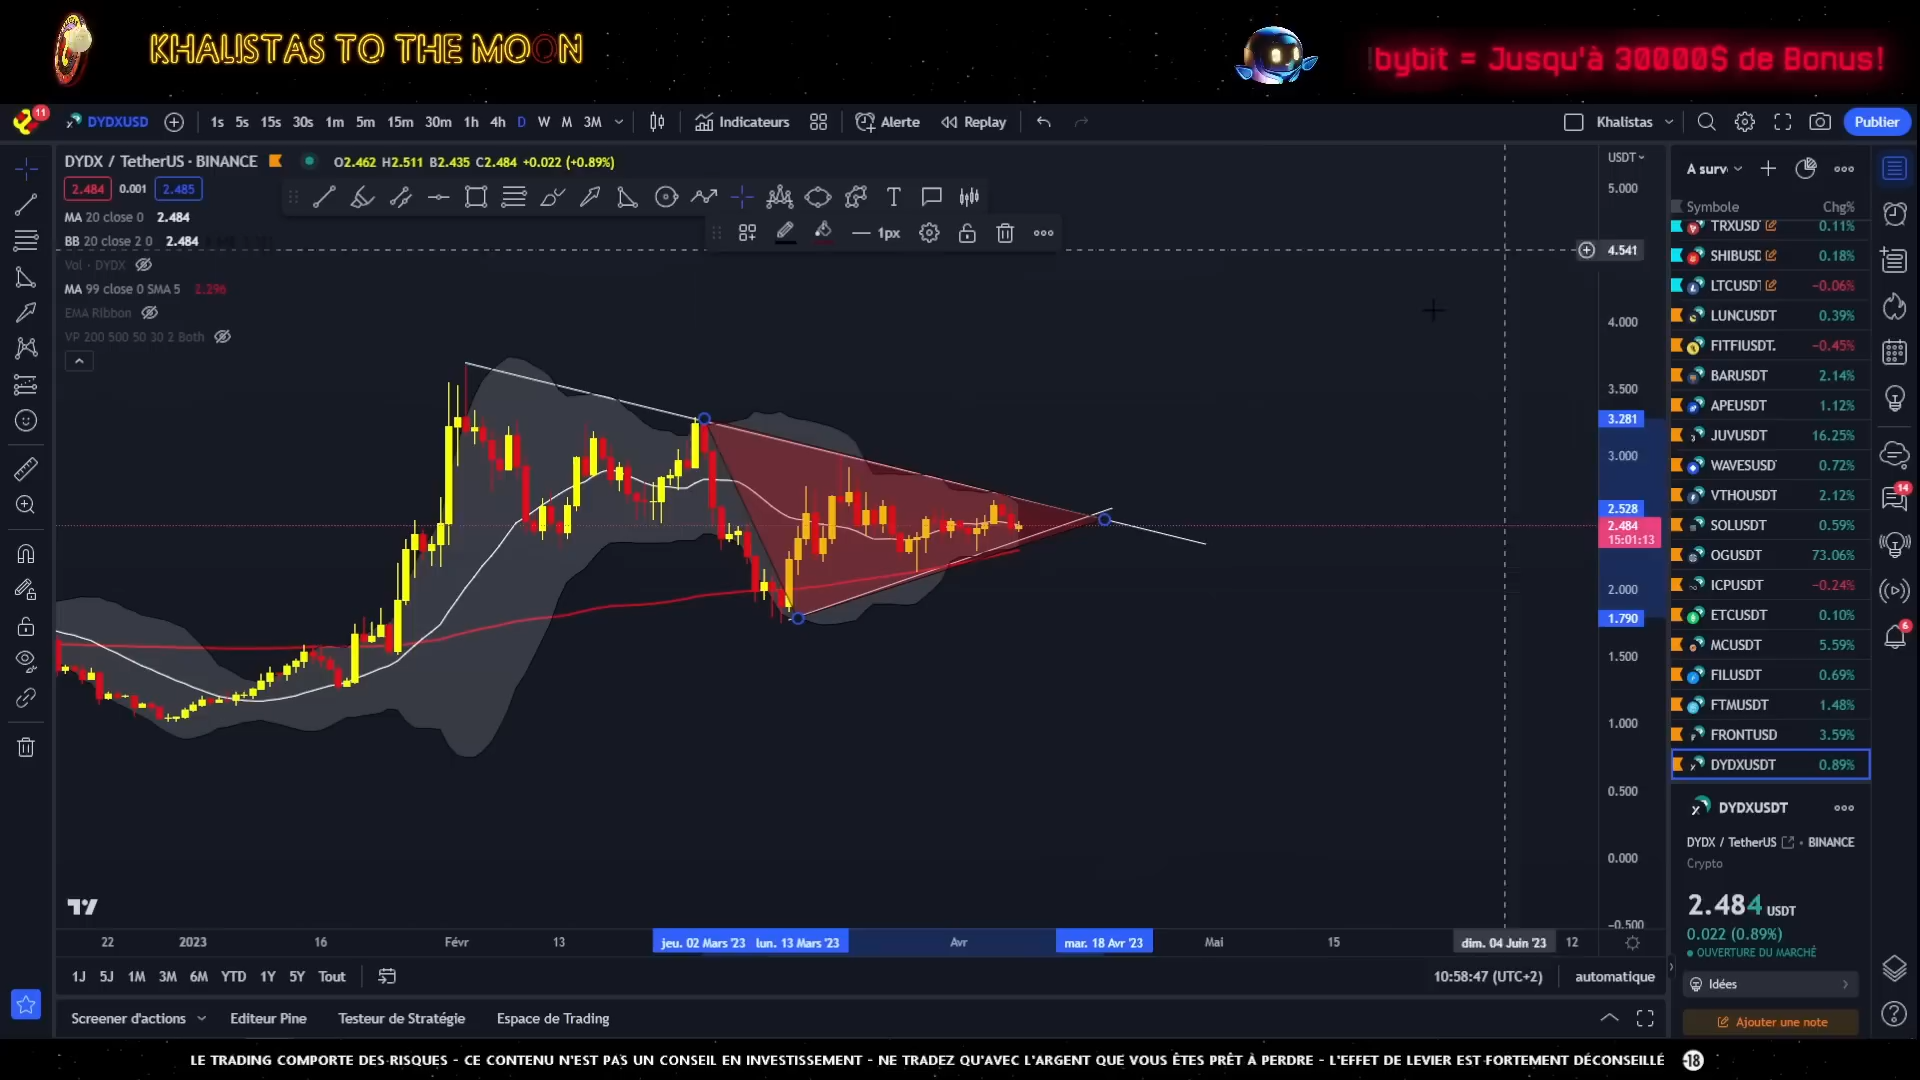 KHALISTAS TO THE MOON
!bybit = Jusqu'à 30000$ de Bonus!
11
DYDXUSD
1s 5s 15s 30s 1m 5m 15m 30m 1h 4h D W M 3M
Indicateurs
Alerte
Replay
Khalistas
Publier
DYDX / TetherUS · BINANCE
O2.462 H2.511 B2.435 C2.484 +0.022 (+0.89%)
2.484 0.001 2.485
MA 20 close 0 2.484
BB 20 close 2 0 2.484
Vol · DYDX
MA 99 close 0 SMA 5 2.296
EMA Ribbon
VP 200 500 50 30 2 Both
1px
USDT
5.000
4.541
4.000
3.500
3.281
3.000
2.528
2.484
15:01:13
2.000
1.790
1.500
1.000
0.500
0.000
-0.500
22 2023 16 Févr 13 jeu. 02 Mars '23 lun. 13 Mars '23 Avr mar. 18 Avr '23 Mai 15 dim. 04 Juin '23 12
1J 5J 1M 3M 6M YTD 1Y 5Y Tout
10:58:47 (UTC+2)
automatique
Screener d'actions
Editeur Pine
Testeur de Stratégie
Espace de Trading
A surv
Symbole Chg%
TRXUSD 0.11%
SHIBUSD 0.18%
LTCUSDT -0.06%
LUNCUSDT 0.39%
FITFIUSDT. -0.45%
BARUSDT 2.14%
APEUSDT 1.12%
JUVUSDT 16.25%
WAVESUSD 0.72%
VTHOUSDT 2.12%
SOLUSDT 0.59%
OGUSDT 73.06%
ICPUSDT -0.24%
ETCUSDT 0.10%
MCUSDT 5.59%
FILUSDT 0.69%
FTMUSDT 1.48%
FRONTUSD 3.59%
DYDXUSDT 0.89%
DYDXUSDT
DYDX / TetherUS · BINANCE
Crypto
2.484 USDT
0.022 (0.89%)
OUVERTURE DU MARCHÉ
Idées
Ajouter une note
14
6
LE TRADING COMPORTE DES RISQUES - CE CONTENU N'EST PAS UN CONSEIL EN INVESTISSEMENT - NE TRADEZ QU'AVEC L'ARGENT QUE VOUS ÊTES PRÊT À PERDRE - L'EFFET DE LEVIER EST FORTEMENT DÉCONSEILLÉ
-18